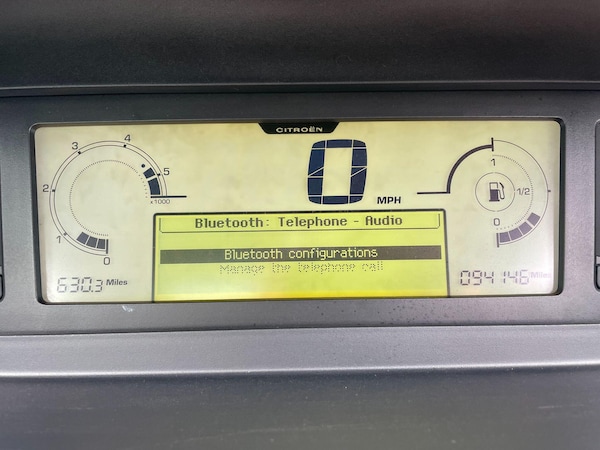 CITROËN
4
3
5
2
x1000
1
0
0 MPH
1
1/2
0
Bluetooth: Telephone - Audio
Bluetooth configurations
Manage the telephone call
630.3 Miles
094146 Miles